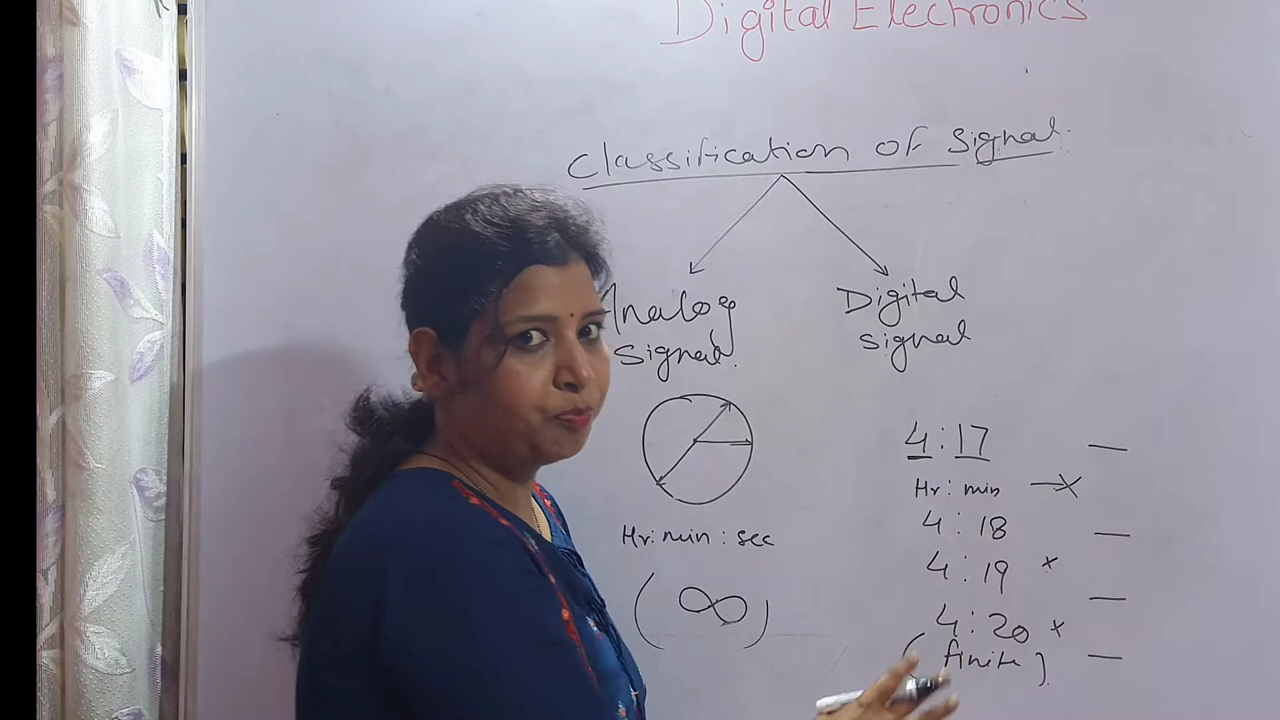 Digital Electronics
Classification of Signal
Analog
signal.
Digital
signal
Hr: min : sec
(∞)
4:17
Hr: min
4:18
4:19 ×
4:20 ×
(finite)